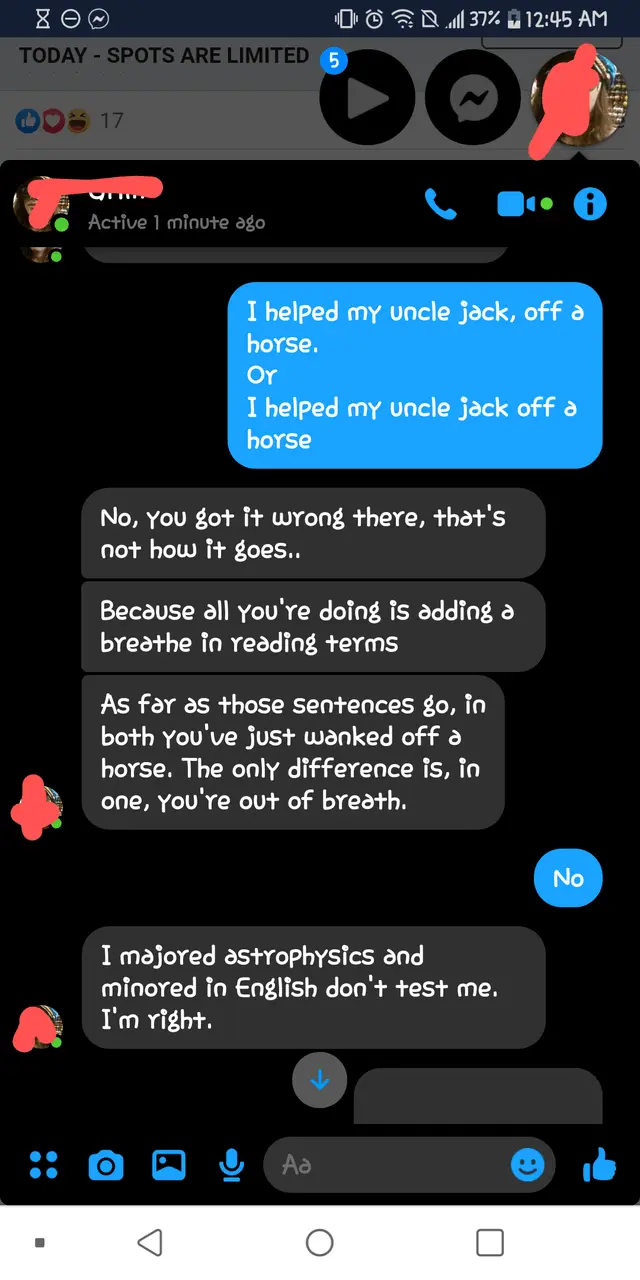 37% 12:45 AM
TODAY - SPOTS ARE LIMITED
5
17
Active 1 minute ago
I helped my uncle jack, off a
horse.
Or
I helped my uncle jack off a
horse
No, you got it wrong there, that's
not how it goes..
Because all you're doing is adding a
breathe in reading terms
As far as those sentences go, in
both you've just wanked off a
horse. The only difference is, in
one, you're out of breath.
No
I majored astrophysics and
minored in English don't test me.
I'm right.
Aa